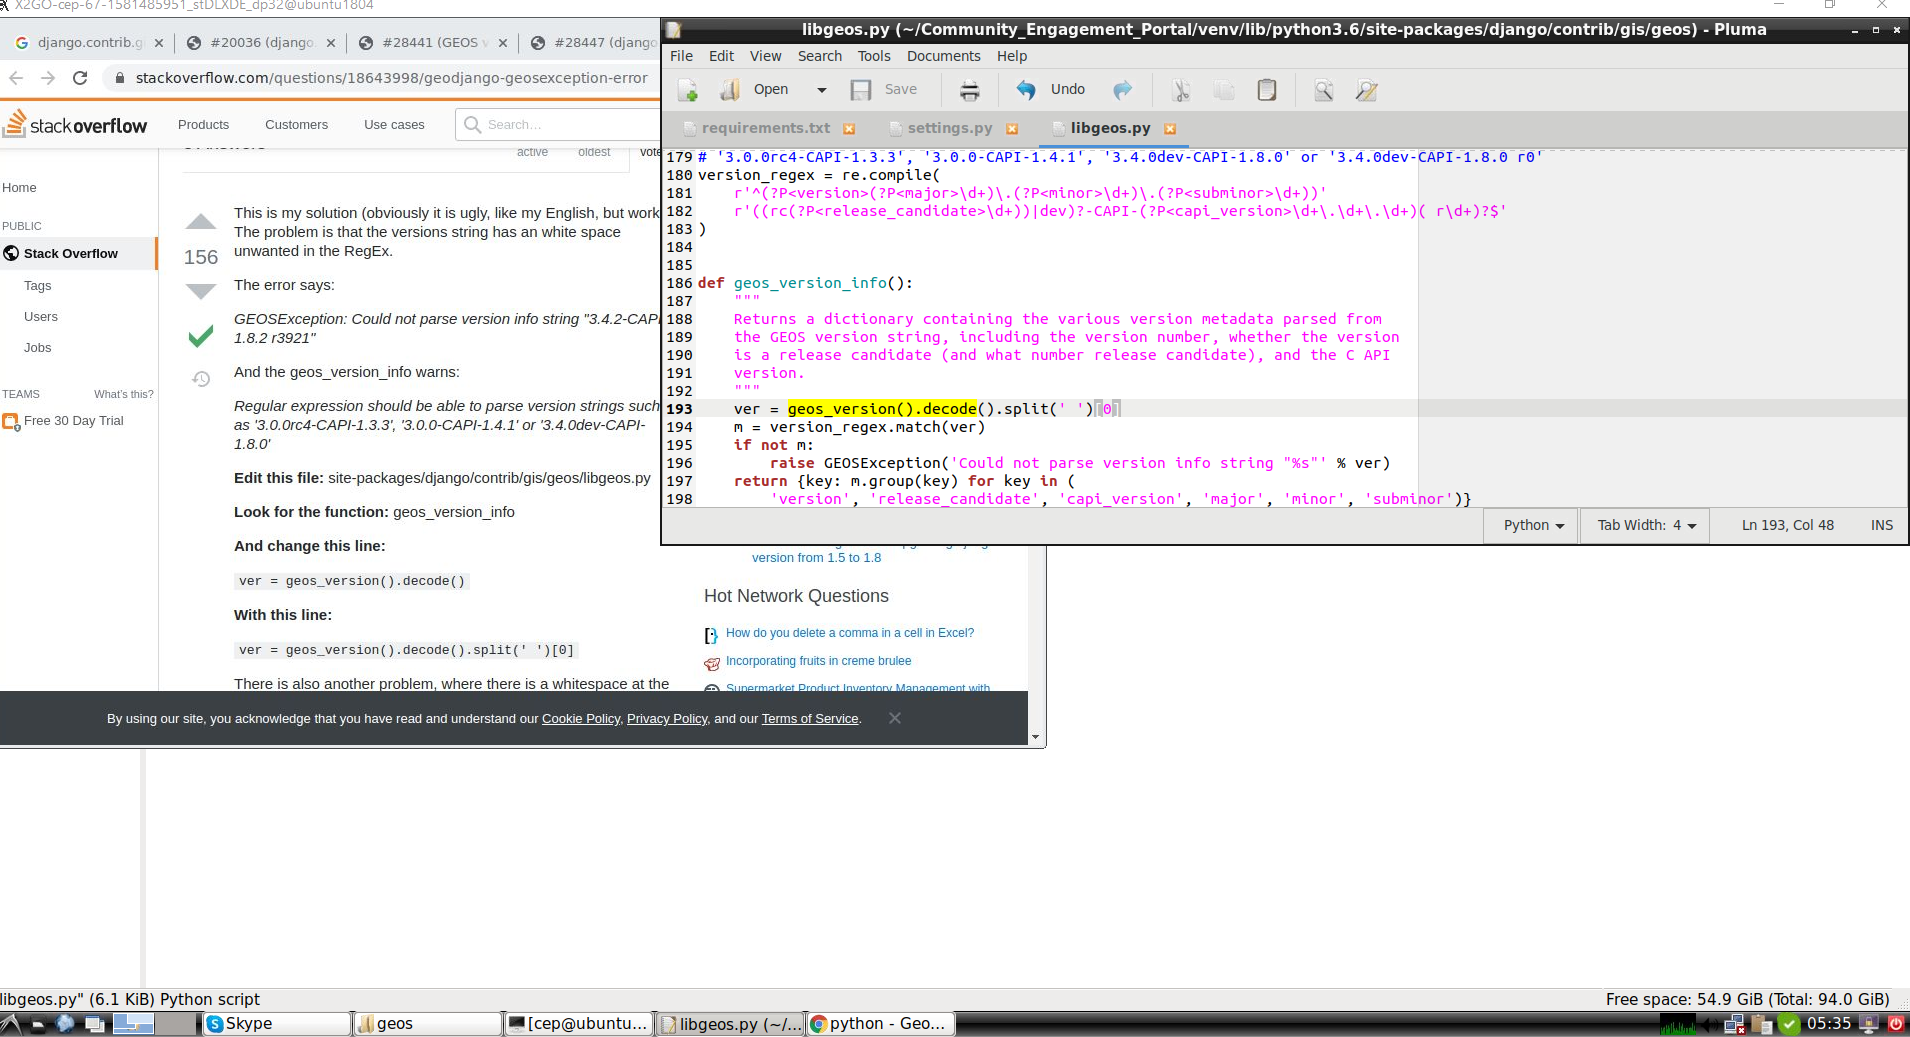 X2GO-cep-67-1581485951_stDLXDE_dp32@ubuntu1804
django.contrib.g
#20036 (django
#28441 (GEOS v
#28447 (django
stackoverflow.com/questions/18643998/geodjango-geosexception-error
stackoverflow
Products
Customers
Use cases
Search...
active
oldest
vote
Home
PUBLIC
Stack Overflow
Tags
Users
Jobs
TEAMS
What's this?
Free 30 Day Trial
156
This is my solution (obviously it is ugly, like my English, but work
The problem is that the versions string has an white space
unwanted in the RegEx.
The error says:
GEOSException: Could not parse version info string "3.4.2-CAPI
1.8.2 r3921"
And the geos_version_info warns:
Regular expression should be able to parse version strings such
as '3.0.0rc4-CAPI-1.3.3', '3.0.0-CAPI-1.4.1' or '3.4.0dev-CAPI-
1.8.0'
Edit this file: site-packages/django/contrib/gis/geos/libgeos.py
Look for the function: geos_version_info
And change this line:
ver = geos_version().decode()
With this line:
ver = geos_version().decode().split(' ')[0]
There is also another problem, where there is a whitespace at the
version from 1.5 to 1.8
Hot Network Questions
How do you delete a comma in a cell in Excel?
Incorporating fruits in creme brulee
Supermarket Product Inventory Management with
By using our site, you acknowledge that you have read and understand our Cookie Policy, Privacy Policy, and our Terms of Service.
libgeos.py (~/Community_Engagement_Portal/venv/lib/python3.6/site-packages/django/contrib/gis/geos) - Pluma
File Edit View Search Tools Documents Help
Open Save Undo
requirements.txt settings.py libgeos.py
179 # '3.0.0rc4-CAPI-1.3.3', '3.0.0-CAPI-1.4.1', '3.4.0dev-CAPI-1.8.0' or '3.4.0dev-CAPI-1.8.0 r0'
180 version_regex = re.compile(
181     r'^(?P<version>(?P<major>\d+)\.(?P<minor>\d+)\.(?P<subminor>\d+))'
182     r'((rc(?P<release_candidate>\d+))|dev)?-CAPI-(?P<capi_version>\d+\.\d+\.\d+)( r\d+)?$'
183 )
184
185
186 def geos_version_info():
187     """
188     Returns a dictionary containing the various version metadata parsed from
189     the GEOS version string, including the version number, whether the version
190     is a release candidate (and what number release candidate), and the C API
191     version.
192     """
193     ver = geos_version().decode().split(' ')[0]
194     m = version_regex.match(ver)
195     if not m:
196         raise GEOSException('Could not parse version info string "%s"' % ver)
197     return {key: m.group(key) for key in (
198         'version', 'release_candidate', 'capi_version', 'major', 'minor', 'subminor')}
Python Tab Width: 4 Ln 193, Col 48 INS
libgeos.py" (6.1 KiB) Python script
Free space: 54.9 GiB (Total: 94.0 GiB)
Skype
geos
[cep@ubuntu...
libgeos.py (~/...
python - Geo...
05:35